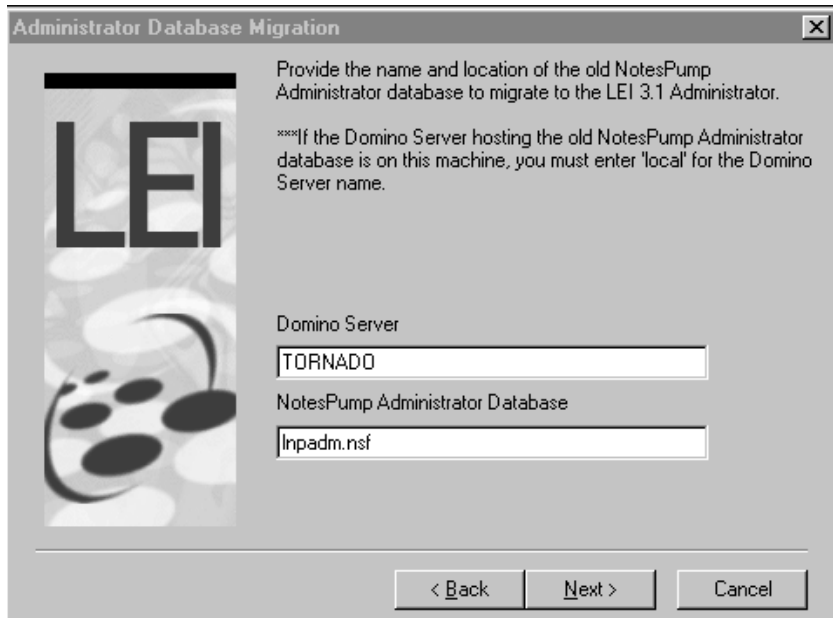 Administrator Database Migration
Provide the name and location of the old NotesPump
Administrator database to migrate to the LEI 3.1 Administrator.
***If the Domino Server hosting the old NotesPump Administrator
database is on this machine, you must enter 'local' for the Domino
Server name.
LEI
Domino Server
TORNADO
NotesPump Administrator Database
lnpadm.nsf
< Back
Next >
Cancel